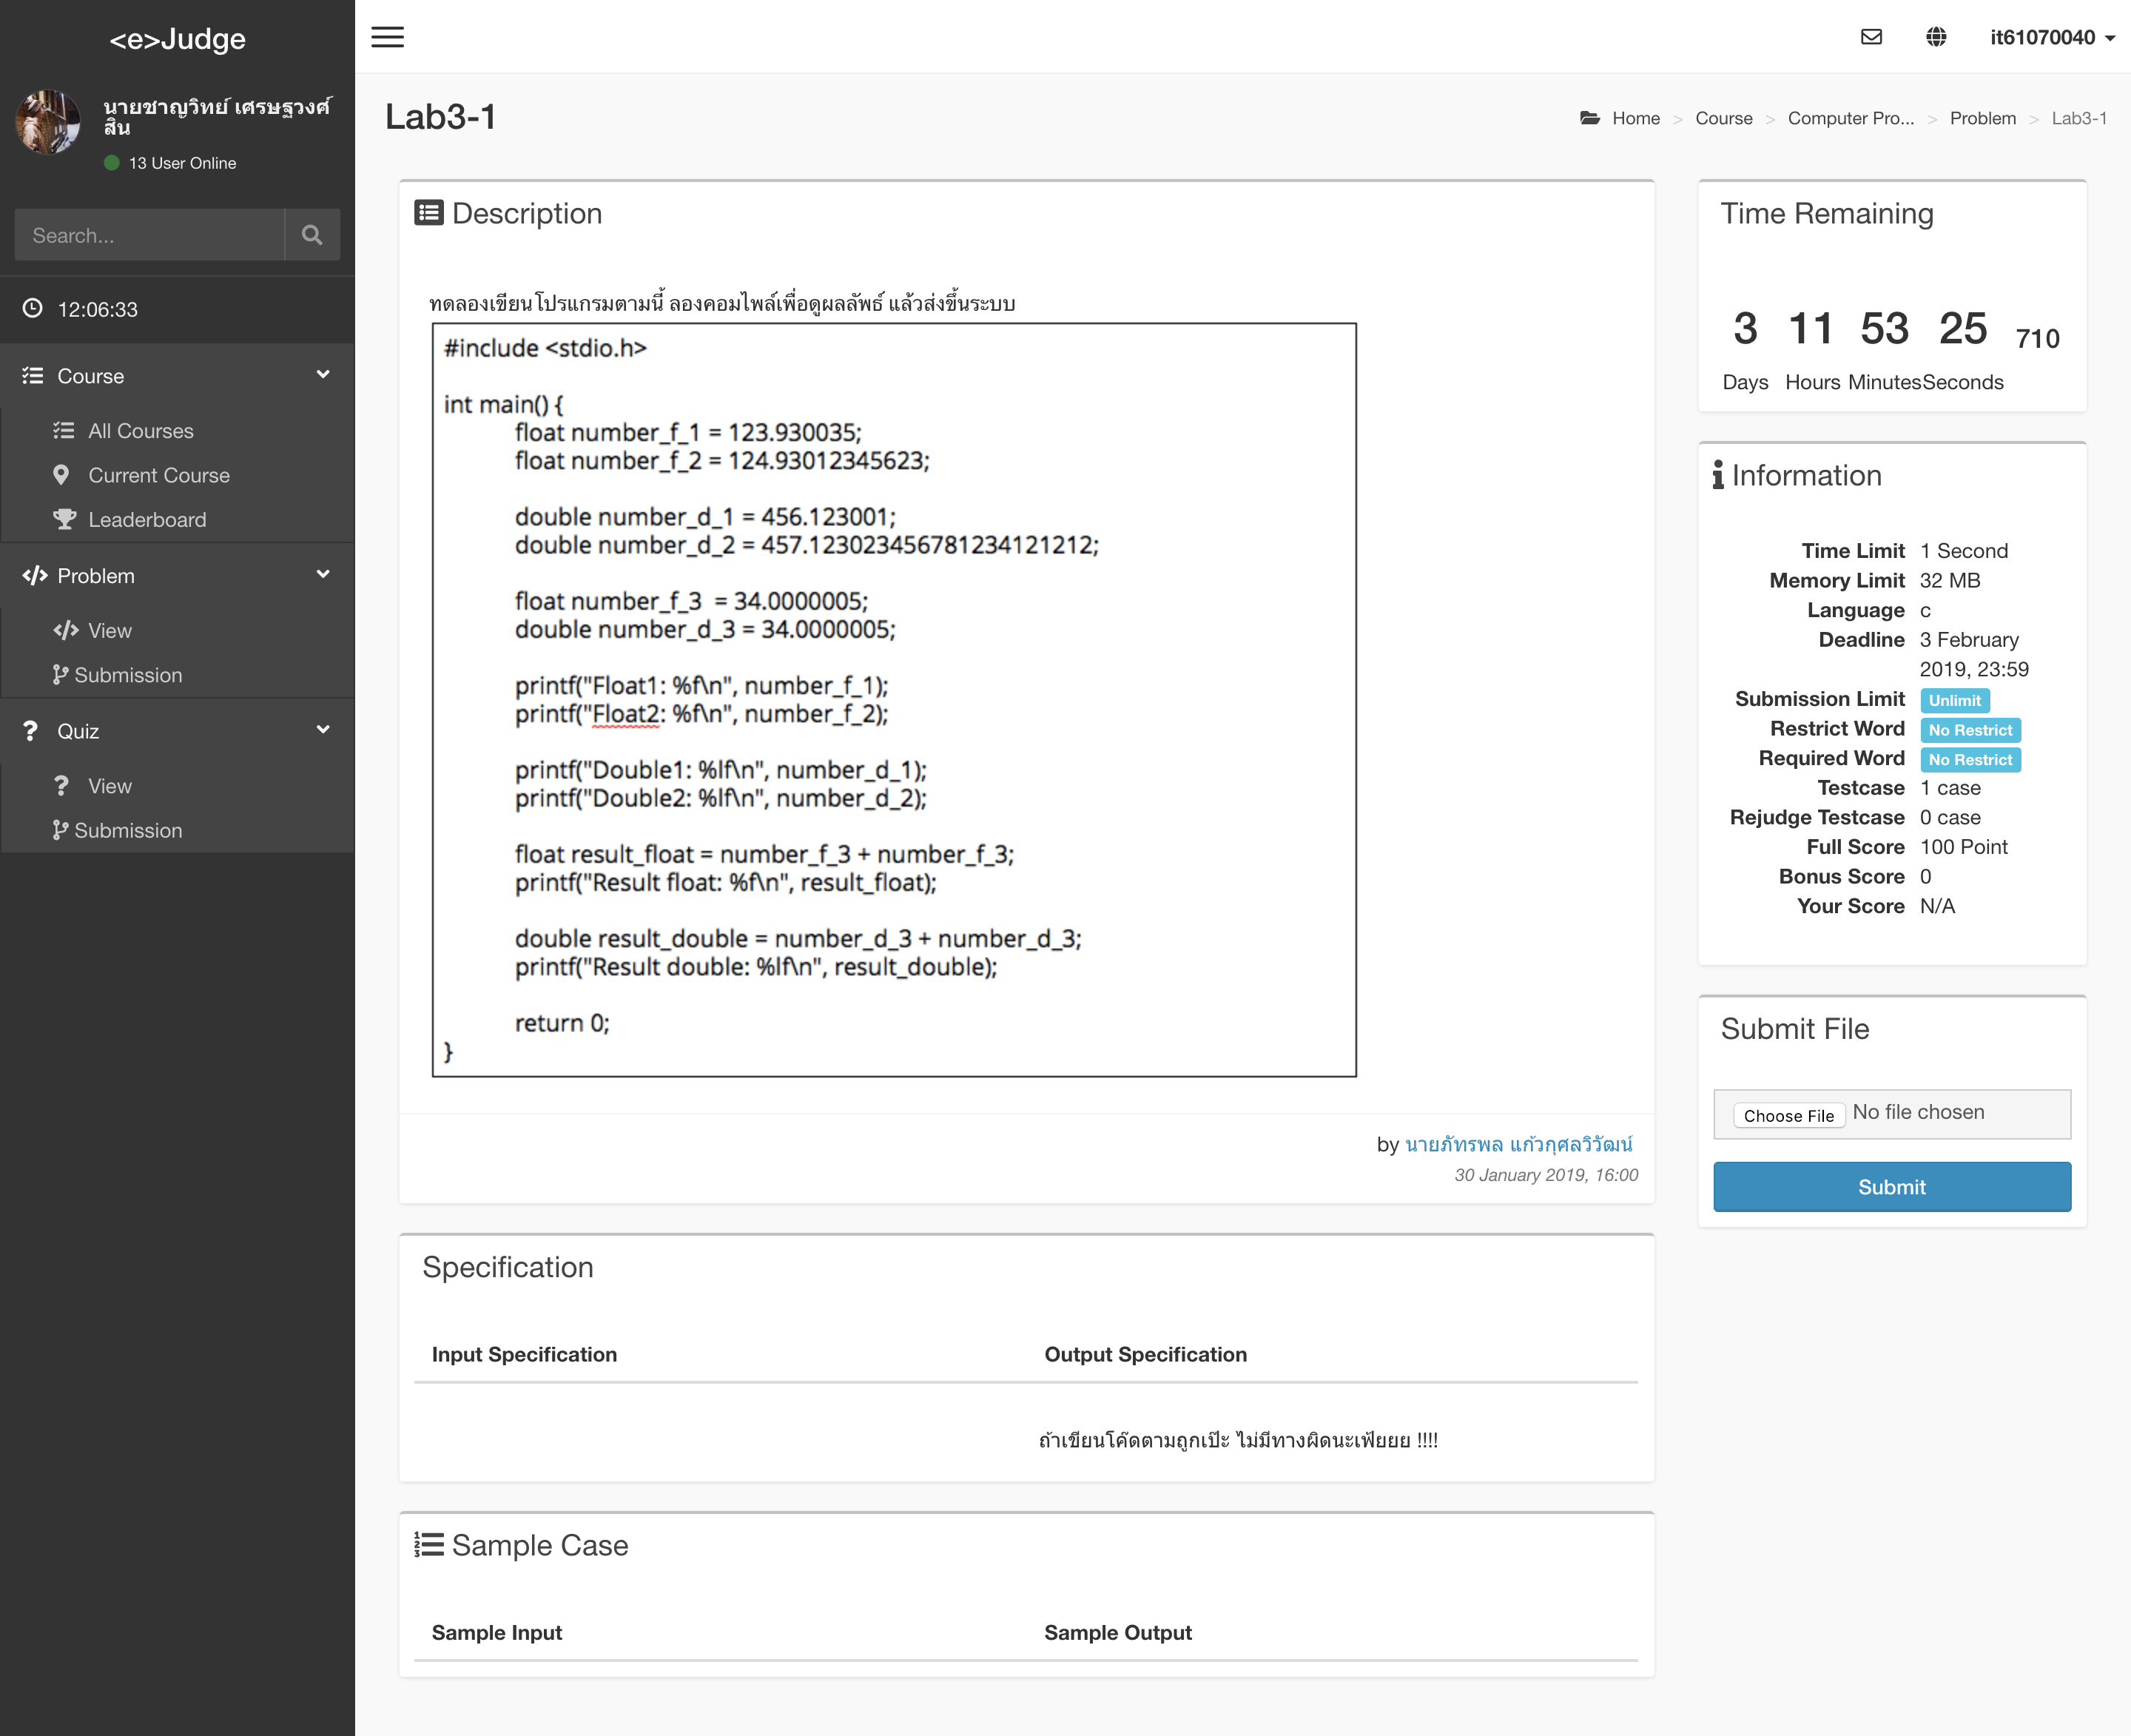 <e>Judge
นายชาญวิทย์ เศรษฐวงศ์
สิน
13 User Online
Search...
12:06:33
Course
All Courses
Current Course
Leaderboard
Problem
View
Submission
Quiz
View
Submission
it61070040
Lab3-1
Home > Course > Computer Pro... > Problem > Lab3-1
Description
ทดลองเขียนโปรแกรมตามนี้ ลองคอมไพล์เพื่อดูผลลัพธ์ แล้วส่งขึ้นระบบ
#include <stdio.h>
int main() {
float number_f_1 = 123.930035;
float number_f_2 = 124.93012345623;
double number_d_1 = 456.123001;
double number_d_2 = 457.123023456781234121212;
float number_f_3  = 34.0000005;
double number_d_3 = 34.0000005;
printf("Float1: %f\n", number_f_1);
printf("Float2: %f\n", number_f_2);
printf("Double1: %lf\n", number_d_1);
printf("Double2: %lf\n", number_d_2);
float result_float = number_f_3 + number_f_3;
printf("Result float: %f\n", result_float);
double result_double = number_d_3 + number_d_3;
printf("Result double: %lf\n", result_double);
return 0;
}
by นายภัทรพล แก้วกุศลวิวัฒน์
30 January 2019, 16:00
Specification
Input Specification
Output Specification
ถ้าเขียนโค๊ดตามถูกเป๊ะ ไม่มีทางผิดนะเฟ้ยยย !!!!
Sample Case
Sample Input
Sample Output
Time Remaining
3 11 53 25 710
Days Hours Minutes Seconds
Information
Time Limit 1 Second
Memory Limit 32 MB
Language c
Deadline 3 February
2019, 23:59
Submission Limit Unlimit
Restrict Word No Restrict
Required Word No Restrict
Testcase 1 case
Rejudge Testcase 0 case
Full Score 100 Point
Bonus Score 0
Your Score N/A
Submit File
Choose File No file chosen
Submit